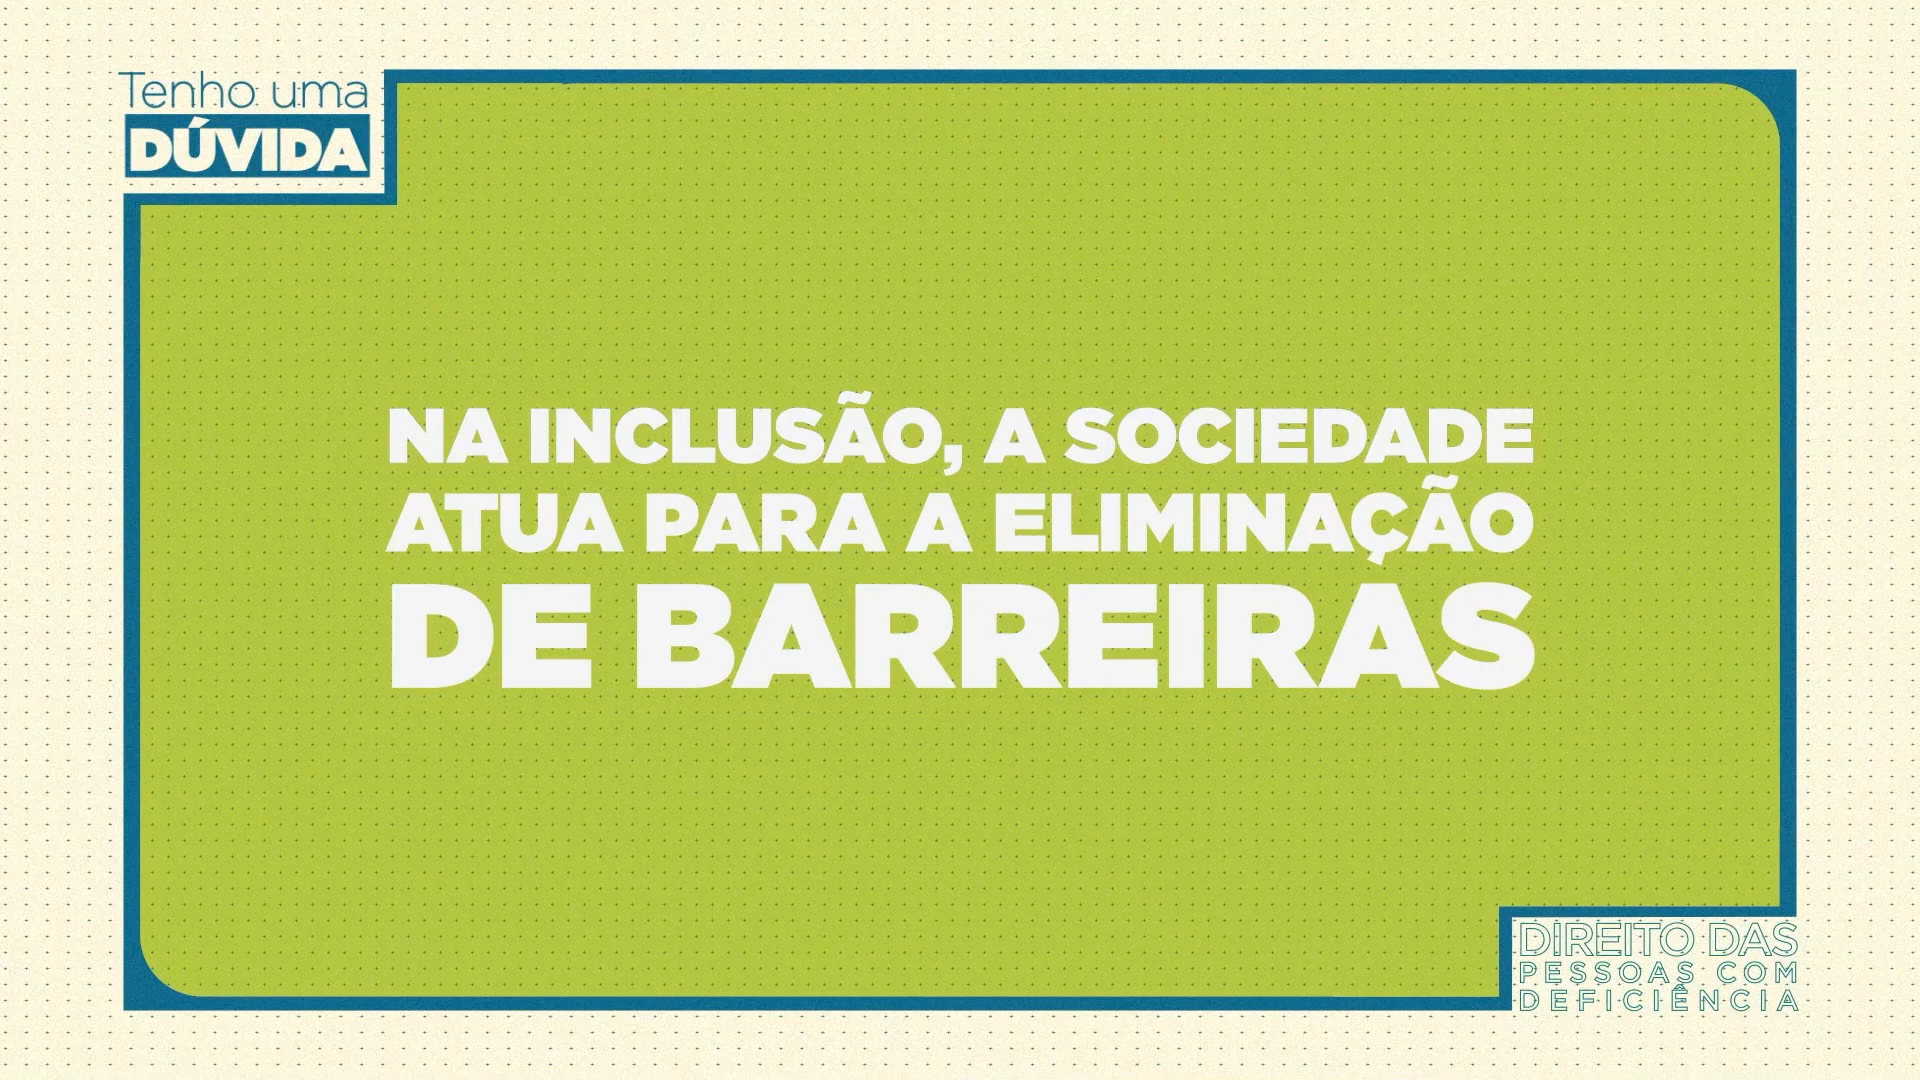 Tenho uma
DÚVIDA
NA INCLUSÃO, A SOCIEDADE
ATUA PARA A ELIMINAÇÃO
DE BARREIRAS
DIREITO DAS
PESSOAS COM
DEFICIÊNCIA